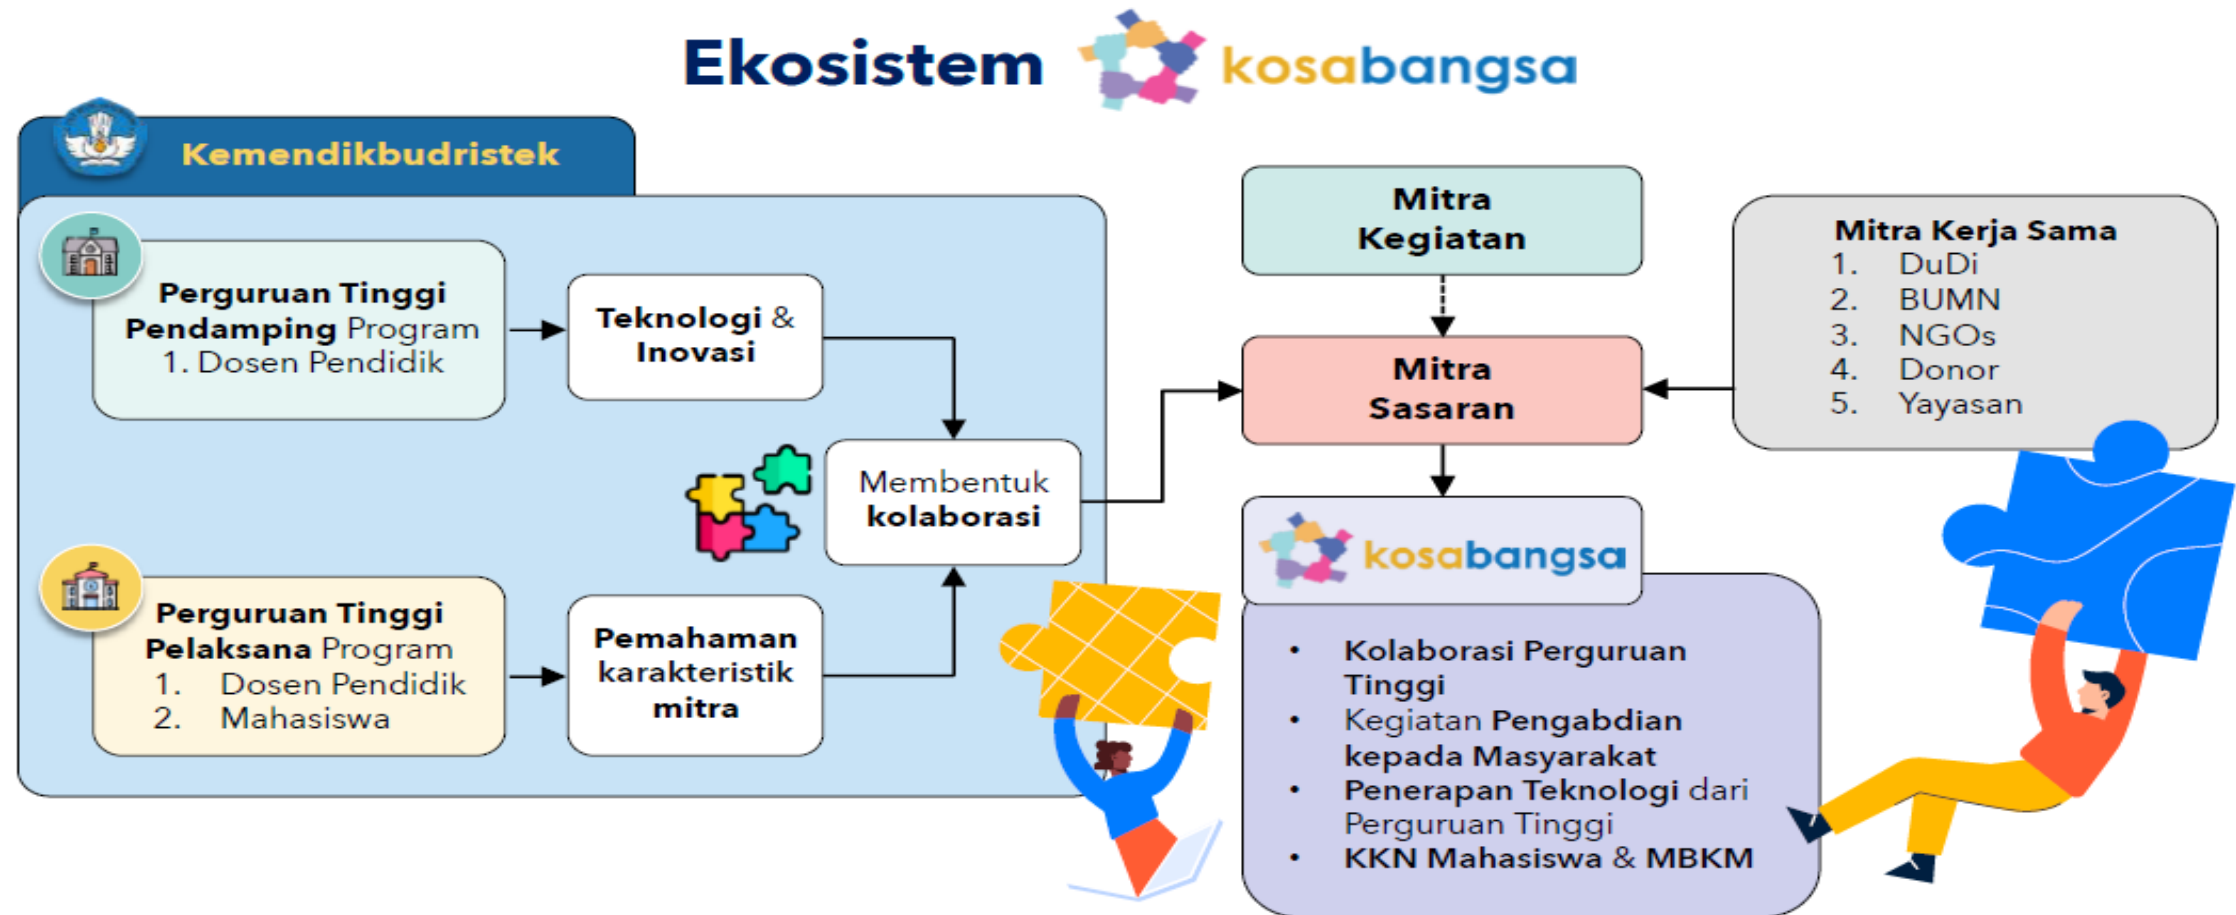 Ekosistem kosabangsa
Kemendikbudristek
Perguruan Tinggi
Pendamping Program
1. Dosen Pendidik
Teknologi &
Inovasi
Membentuk
kolaborasi
Perguruan Tinggi
Pelaksana Program
1. Dosen Pendidik
2. Mahasiswa
Pemahaman
karakteristik
mitra
Mitra
Kegiatan
Mitra
Sasaran
Mitra Kerja Sama
1. DuDi
2. BUMN
3. NGOs
4. Donor
5. Yayasan
kosabangsa
• Kolaborasi Perguruan
Tinggi
• Kegiatan Pengabdian
kepada Masyarakat
• Penerapan Teknologi dari
Perguruan Tinggi
• KKN Mahasiswa & MBKM